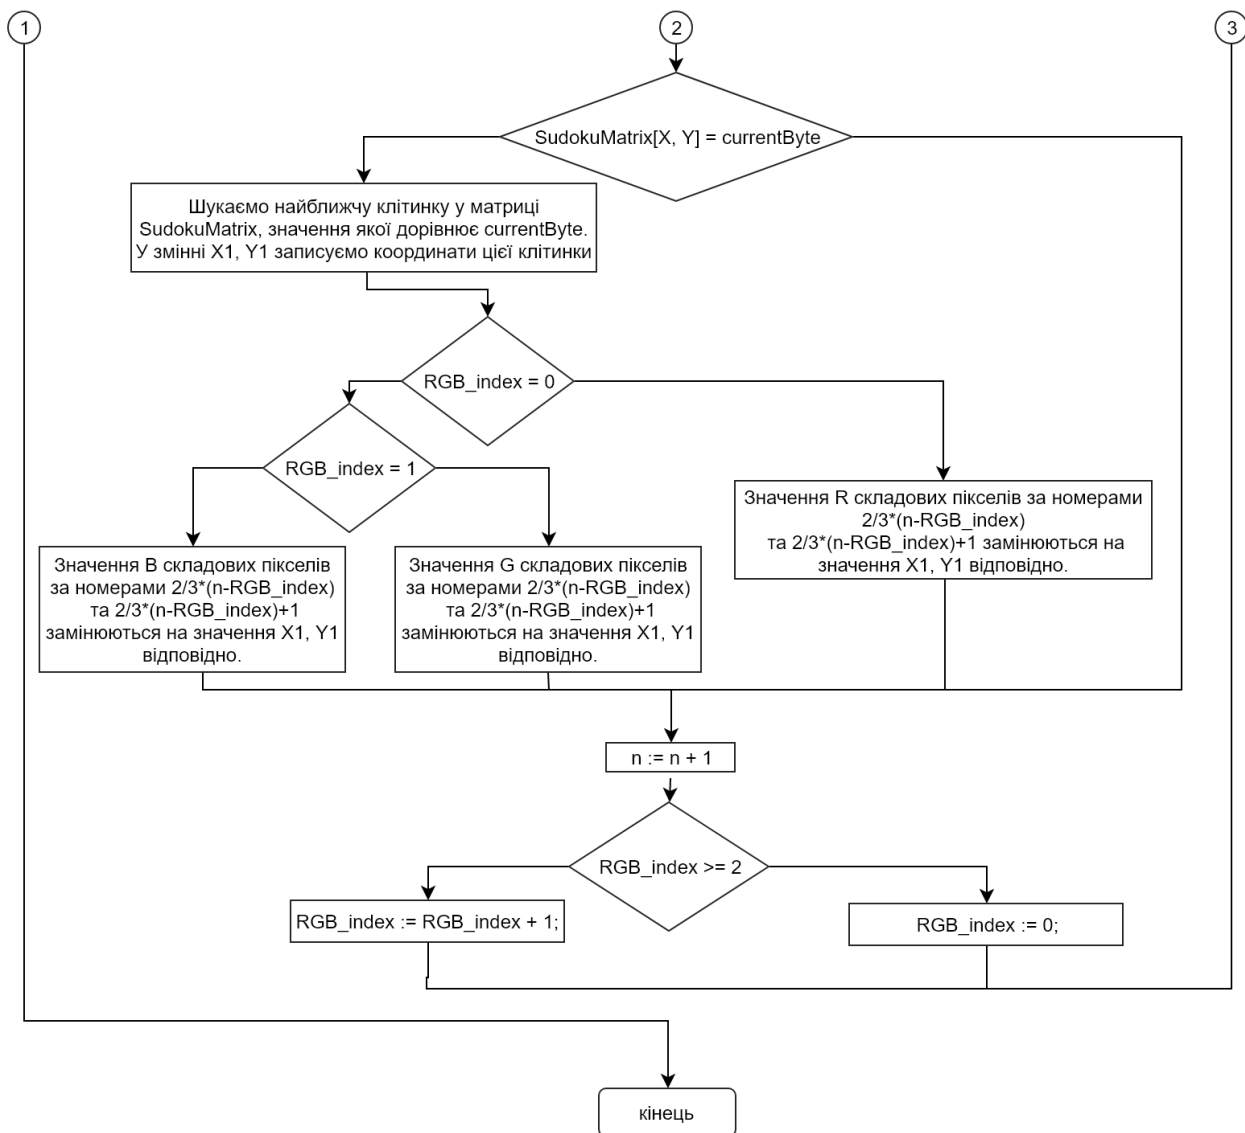 1
2
3
SudokuMatrix[X, Y] = currentByte
Шукаємо найближчу клітинку у матриці
SudokuMatrix, значення якої дорівнює currentByte.
У змінні X1, Y1 записуємо координати цієї клітинки
RGB_index = 0
RGB_index = 1
Значення R складових пікселів за номерами
2/3*(n-RGB_index)
та 2/3*(n-RGB_index)+1 замінюються на
значення X1, Y1 відповідно.
Значення B складових пікселів
за номерами 2/3*(n-RGB_index)
та 2/3*(n-RGB_index)+1
замінюються на значення X1, Y1
відповідно.
Значення G складових пікселів
за номерами 2/3*(n-RGB_index)
та 2/3*(n-RGB_index)+1
замінюються на значення X1, Y1
відповідно.
n := n + 1
RGB_index >= 2
RGB_index := RGB_index + 1;
RGB_index := 0;
кінець